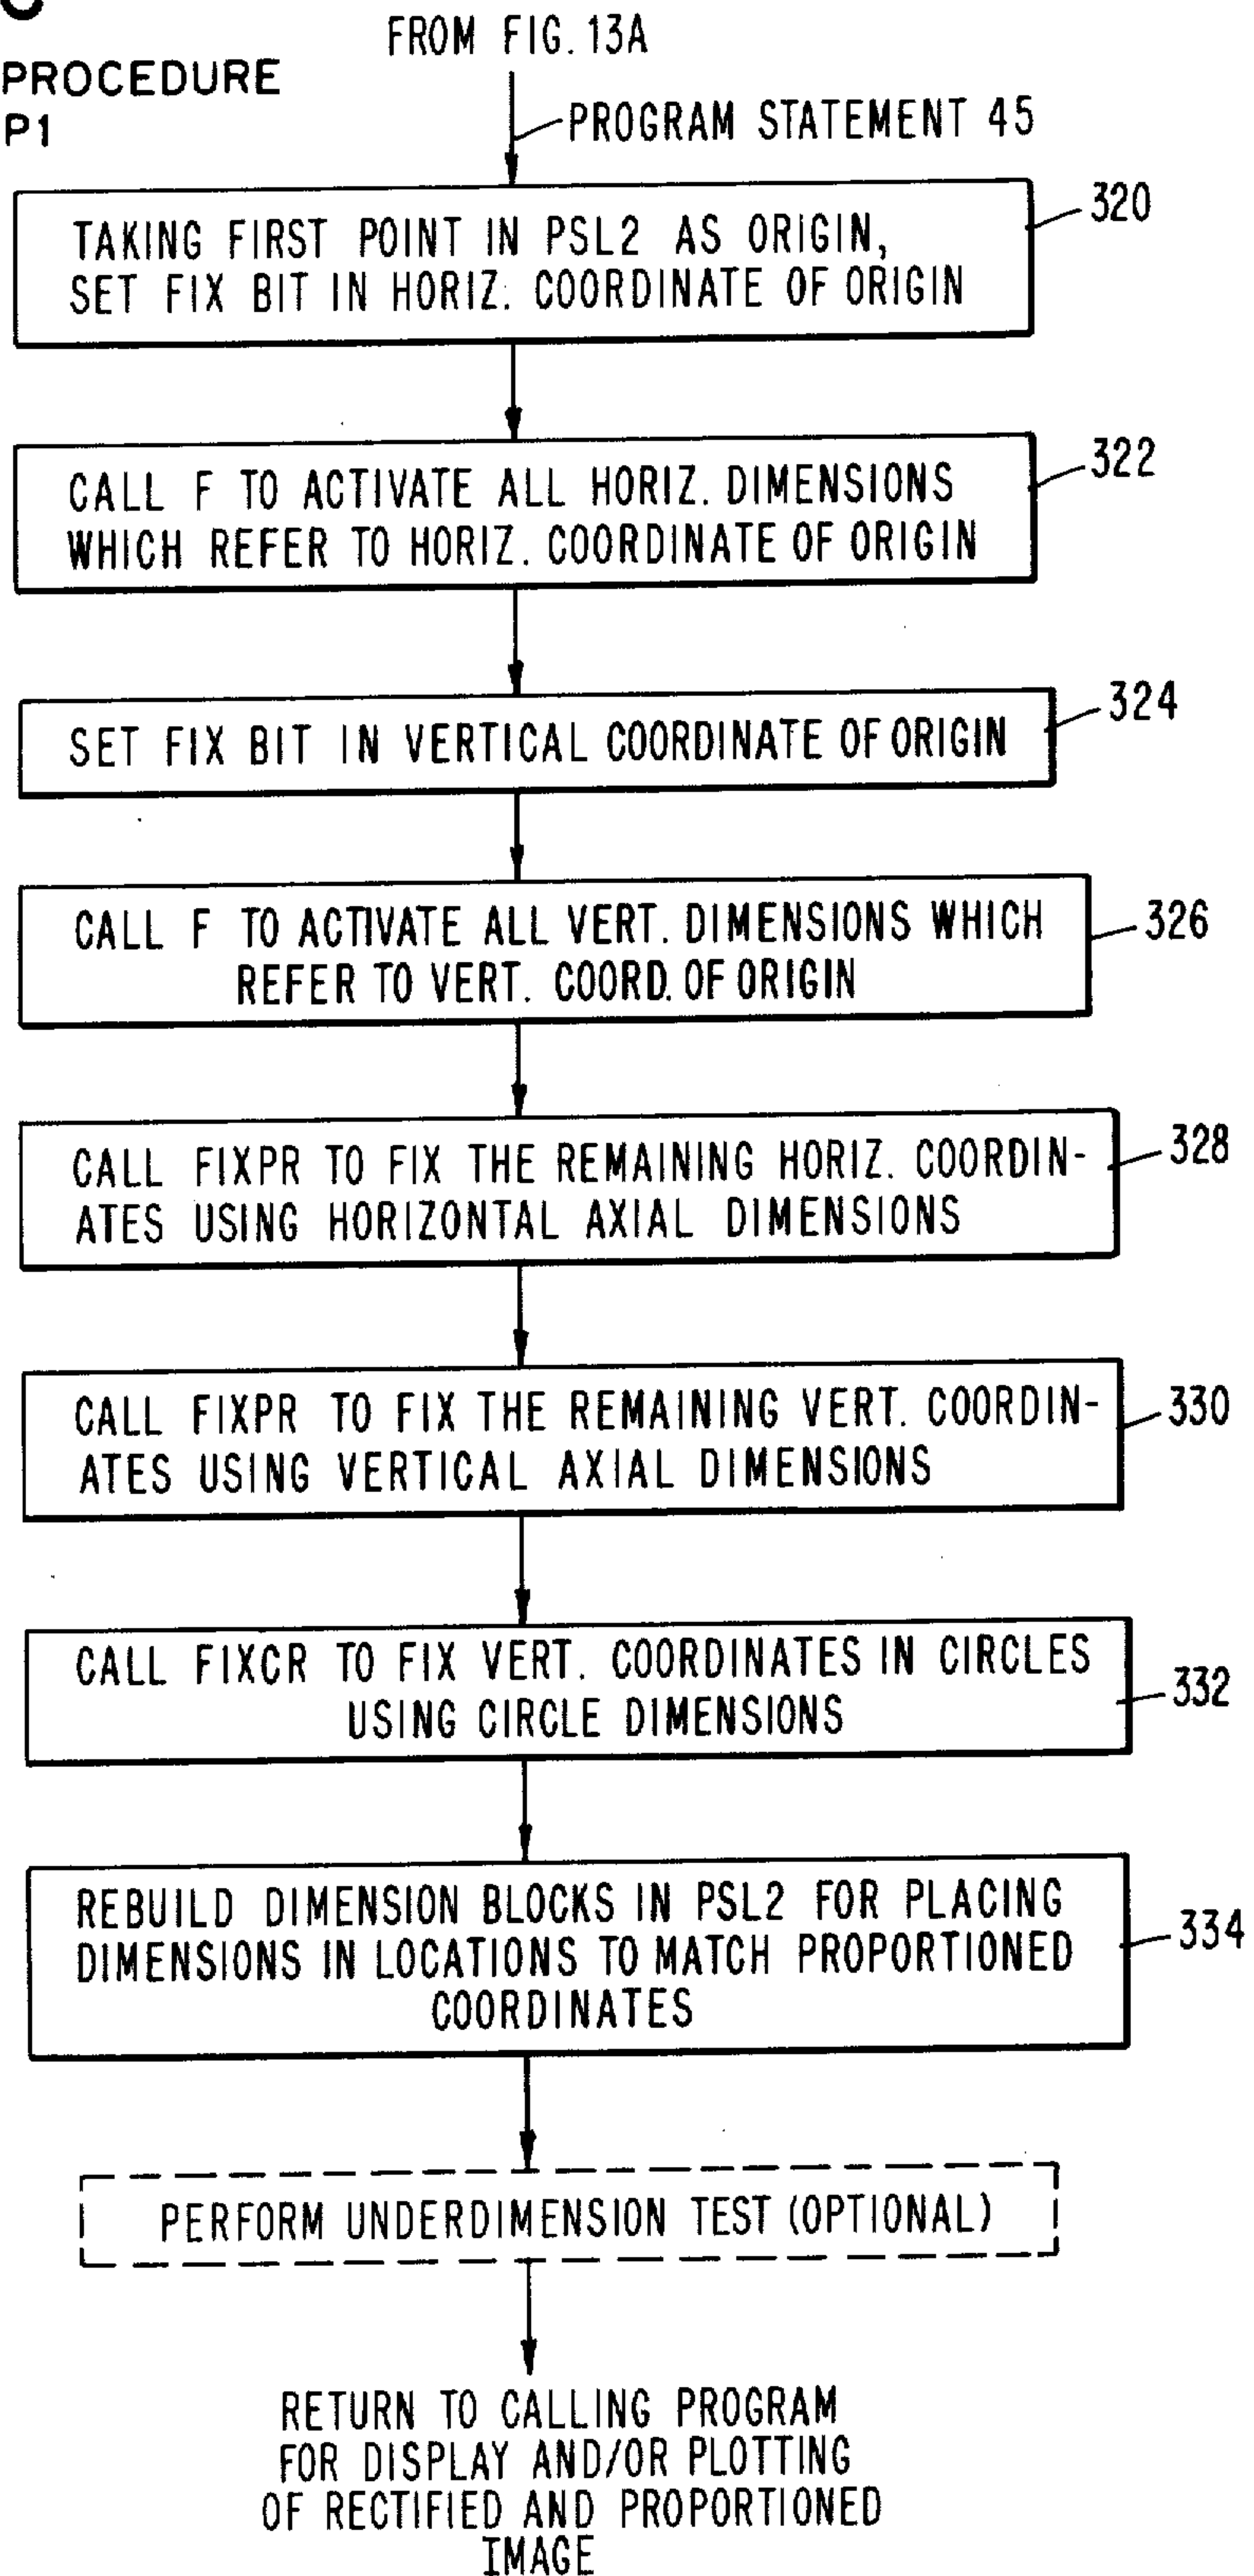 C
PROCEDURE
P1
FROM FIG. 13A
PROGRAM STATEMENT 45
320
TAKING FIRST POINT IN PSL2 AS ORIGIN,
SET FIX BIT IN HORIZ. COORDINATE OF ORIGIN
322
CALL F TO ACTIVATE ALL HORIZ. DIMENSIONS
WHICH REFER TO HORIZ. COORDINATE OF ORIGIN
324
SET FIX BIT IN VERTICAL COORDINATE OF ORIGIN
326
CALL F TO ACTIVATE ALL VERT. DIMENSIONS WHICH
REFER TO VERT. COORD. OF ORIGIN
328
CALL FIXPR TO FIX THE REMAINING HORIZ. COORDIN-
ATES USING HORIZONTAL AXIAL DIMENSIONS
330
CALL FIXPR TO FIX THE REMAINING VERT. COORDIN-
ATES USING VERTICAL AXIAL DIMENSIONS
332
CALL FIXCR TO FIX VERT. COORDINATES IN CIRCLES
USING CIRCLE DIMENSIONS
334
REBUILD DIMENSION BLOCKS IN PSL2 FOR PLACING
DIMENSIONS IN LOCATIONS TO MATCH PROPORTIONED
COORDINATES
PERFORM UNDERDIMENSION TEST (OPTIONAL)
RETURN TO CALLING PROGRAM
FOR DISPLAY AND/OR PLOTTING
OF RECTIFIED AND PROPORTIONED
IMAGE